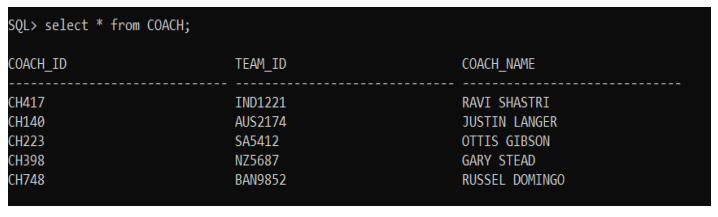 SQL> select * from COACH;
COACH_ID TEAM_ID COACH_NAME
------------------------------ ------------------------------ ------------------------------
CH417 IND1221 RAVI SHASTRI
CH140 AUS2174 JUSTIN LANGER
CH223 SA5412 OTTIS GIBSON
CH398 NZ5687 GARY STEAD
CH748 BAN9852 RUSSEL DOMINGO